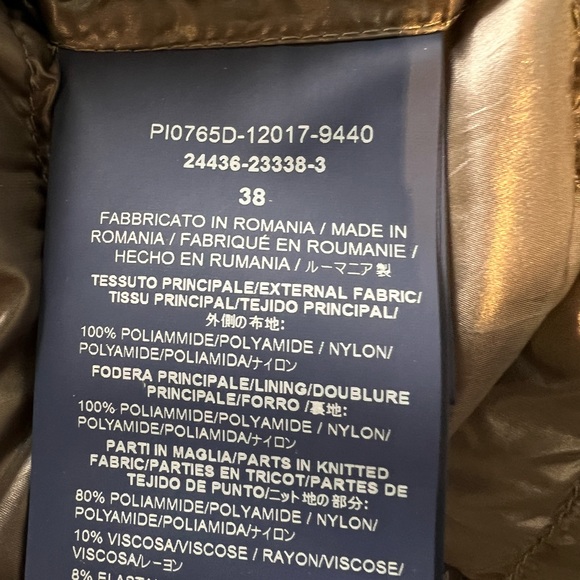 PI0765D-12017-9440
24436-23338-3
38
FABBRICATO IN ROMANIA / MADE IN
ROMANIA / FABRIQUÉ EN ROUMANIE /
HECHO EN RUMANIA / ルーマニア製
TESSUTO PRINCIPALE/EXTERNAL FABRIC/
TISSU PRINCIPAL/TEJIDO PRINCIPAL/
外側の布地:
100% POLIAMMIDE/POLYAMIDE / NYLON/
POLYAMIDE/POLIAMIDA/ナイロン
FODERA PRINCIPALE/LINING/DOUBLURE
PRINCIPALE/FORRO /裏地:
100% POLIAMMIDE/POLYAMIDE / NYLON/
POLYAMIDE/POLIAMIDA/ナイロン
PARTI IN MAGLIA/PARTS IN KNITTED
FABRIC/PARTIES EN TRICOT/PARTES DE
TEJIDO DE PUNTO/ニット地の部分:
80% POLIAMMIDE/POLYAMIDE / NYLON/
POLYAMIDE/POLIAMIDA/ナイロン
10% VISCOSA/VISCOSE / RAYON/VISCOSE/
VISCOSA/レーヨン
8%